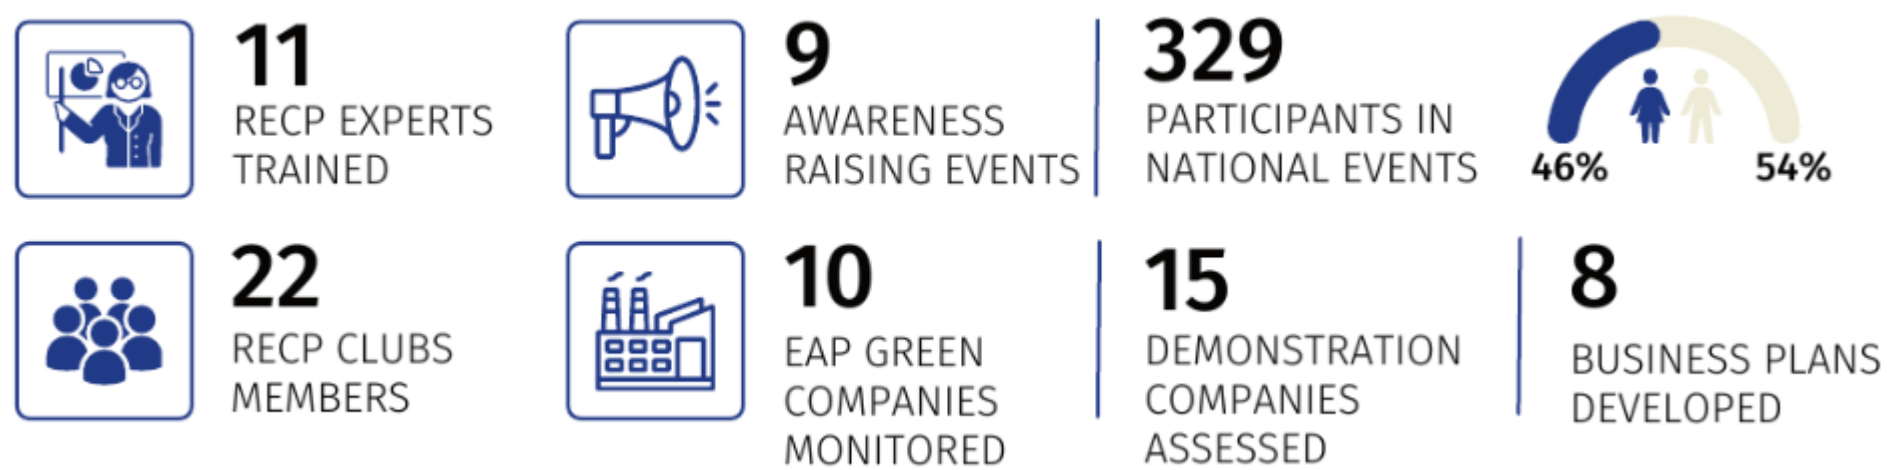 11
RECP EXPERTS
TRAINED
9
AWARENESS
RAISING EVENTS
329
PARTICIPANTS IN
NATIONAL EVENTS
46%
54%
22
RECP CLUBS
MEMBERS
10
EAP GREEN
COMPANIES
MONITORED
15
DEMONSTRATION
COMPANIES
ASSESSED
8
BUSINESS PLANS
DEVELOPED